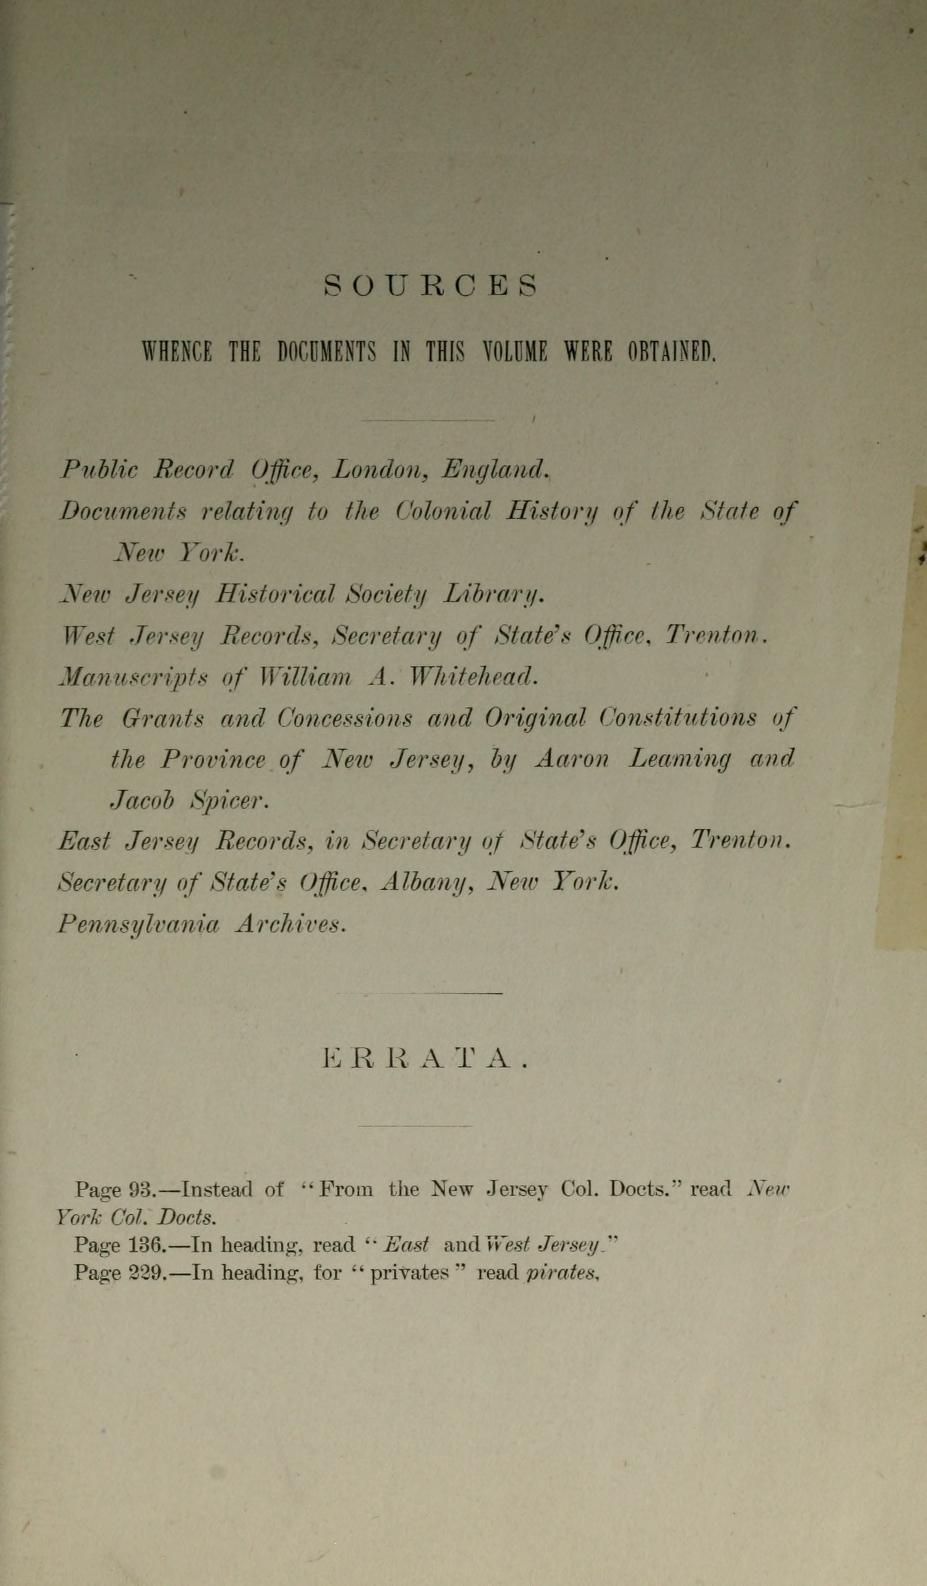 SOURCES
WHENCE THE DOCUMENTS IN THIS VOLUME WERE OBTAINED.
Public Record Office, London, England.
Documents relating to the Colonial History of the State of
New York.
New Jersey Historical Society Library.
West Jersey Records, Secretary of State's Office, Trenton.
Manuscripts of William A. Whitehead.
The Grants and Concessions and Original Constitutions of
the Province of New Jersey, by Aaron Leaming and
Jacob Spicer.
East Jersey Records, in Secretary of State's Office, Trenton.
Secretary of State's Office, Albany, New York.
Pennsylvania Archives.
ERRATA.
Page 93.—Instead of “From the New Jersey Col. Docts.” read New
York Col. Docts.
Page 136.—In heading, read “East and West Jersey.”
Page 229.—In heading, for “privates” read pirates,